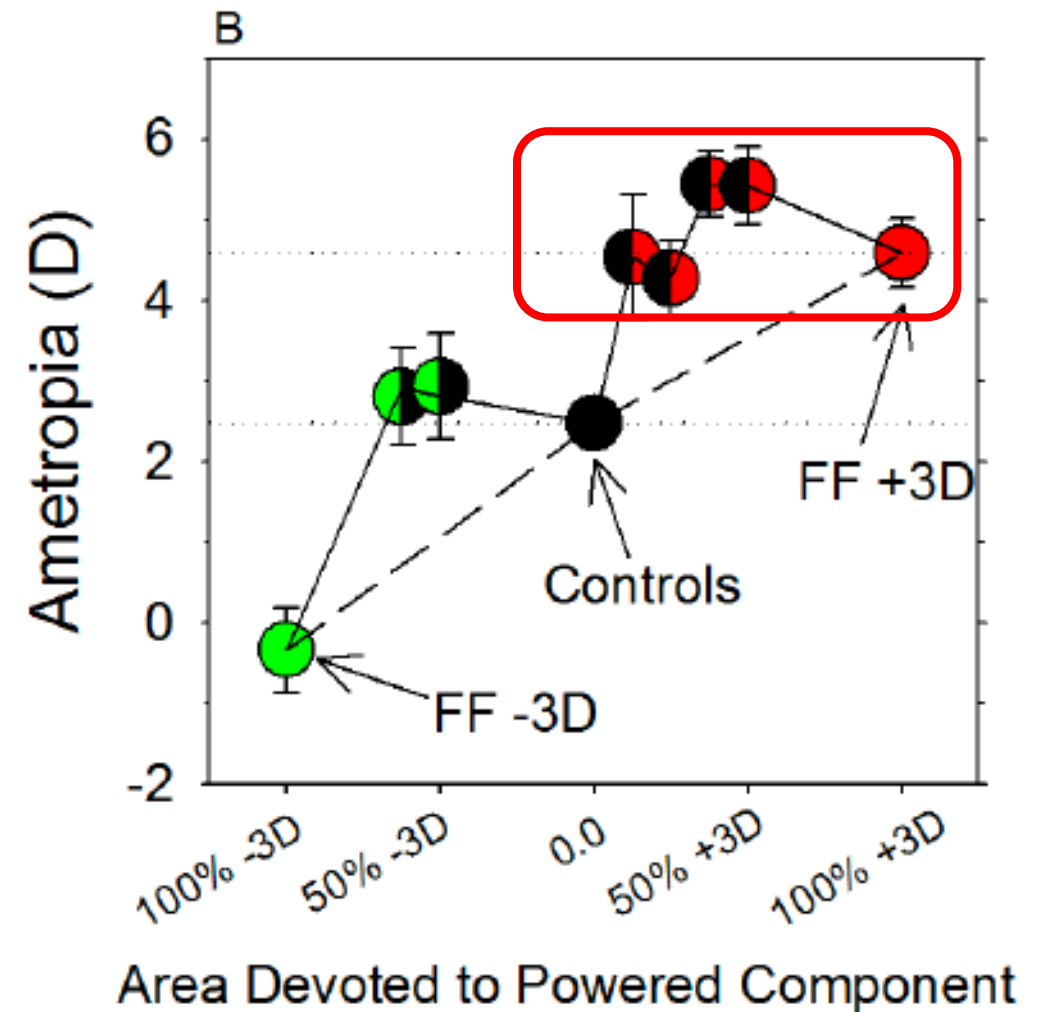 B
Ametropia (D)
6
4
2
0
-2
FF +3D
Controls
FF -3D
100% -3D
50% -3D
0.0
50% +3D
100% +3D
Area Devoted to Powered Component